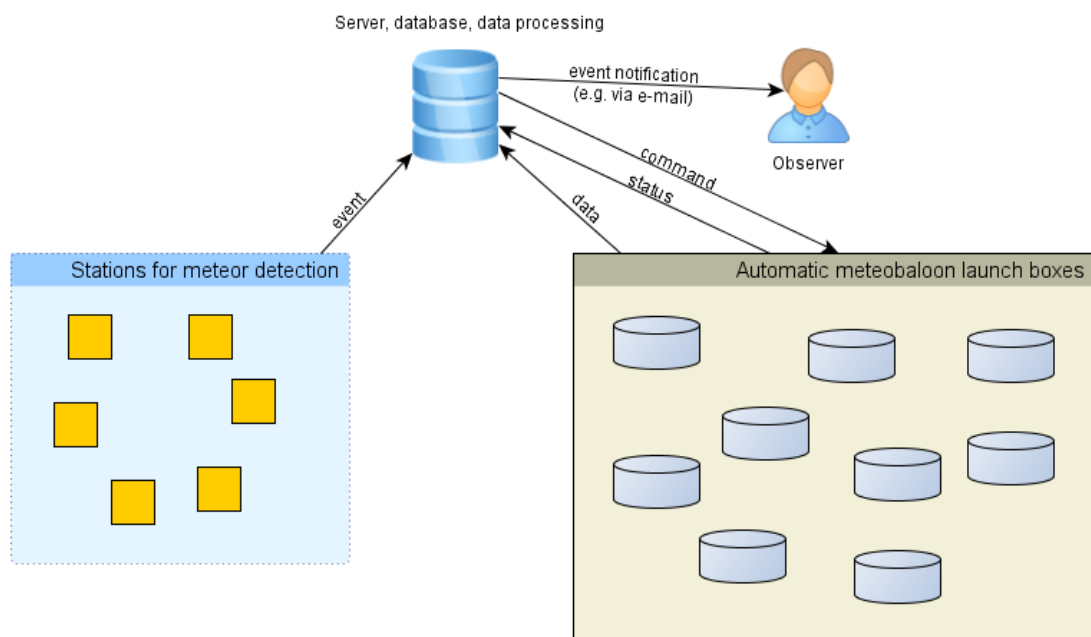 Server, database, data processing
event notification
(e.g. via e-mail)
Observer
command
status
data
event
Stations for meteor detection
Automatic meteobaloon launch boxes